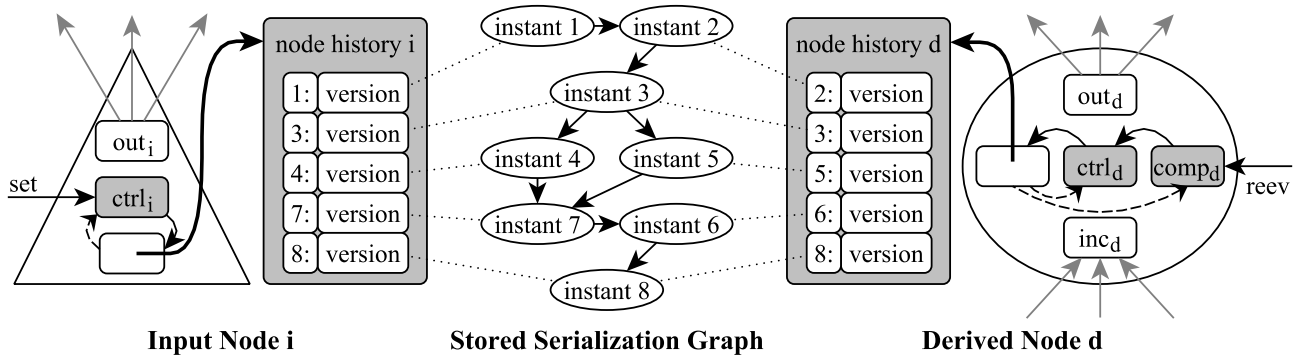 set
out i
ctrl i
node history i
1: version
3: version
4: version
7: version
8: version
instant 1
instant 2
instant 3
instant 4
instant 5
instant 7
instant 6
instant 8
node history d
2: version
3: version
5: version
6: version
8: version
out d
ctrl d
comp d
reev
inc d
Input Node i
Stored Serialization Graph
Derived Node d